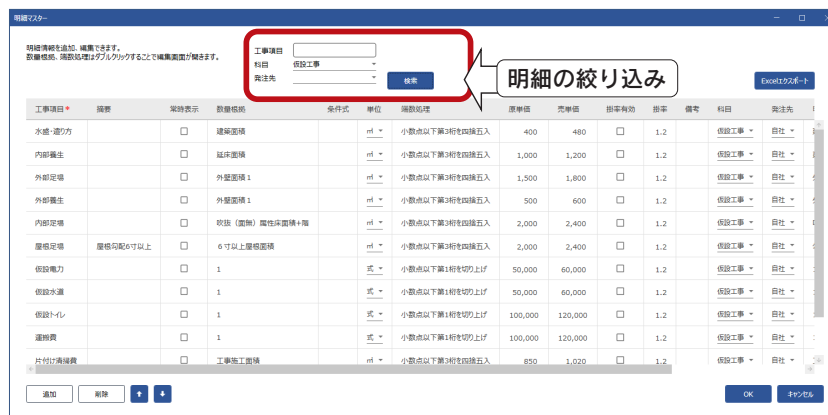 明細マスター
明細情報を追加、編集できます。
数量根拠、端数処理はダブルクリックすることで編集画面が開きます。
工事項目
科目 仮設工事
発注先
検索
明細の絞り込み
Excelエクスポート
工事項目* 摘要 常時表示 数量根拠 条件式 単位 端数処理 原単価 売単価 掛率有効 掛率 備考 科目 発注先
水盛・遣り方 建築面積 ㎡ 小数点以下第3桁を四捨五入 400 480 1.2 仮設工事 自社
内部養生 延床面積 ㎡ 小数点以下第3桁を四捨五入 1,000 1,200 1.2 仮設工事 自社
外部足場 外壁面積1 ㎡ 小数点以下第3桁を四捨五入 1,500 1,800 1.2 仮設工事 自社
外部養生 外壁面積1 ㎡ 小数点以下第3桁を四捨五入 500 600 1.2 仮設工事 自社
内部足場 吹抜(面無)属性床面積+階 ㎡ 小数点以下第3桁を四捨五入 2,000 2,400 1.2 仮設工事 自社
屋根足場 屋根勾配6寸以上 6寸以上屋根面積 ㎡ 小数点以下第3桁を四捨五入 2,000 2,400 1.2 仮設工事 自社
仮設電力 1 式 小数点以下第1桁を切り上げ 50,000 60,000 1.2 仮設工事 自社
仮設水道 1 式 小数点以下第1桁を切り上げ 50,000 60,000 1.2 仮設工事 自社
仮設トイレ 1 式 小数点以下第1桁を切り上げ 100,000 120,000 1.2 仮設工事 自社
運搬費 1 式 小数点以下第1桁を切り上げ 100,000 120,000 1.2 仮設工事 自社
片付け清掃費 工事施工面積 ㎡ 小数点以下第3桁を四捨五入 850 1,020 1.2 仮設工事 自社
追加 削除 OK キャンセル